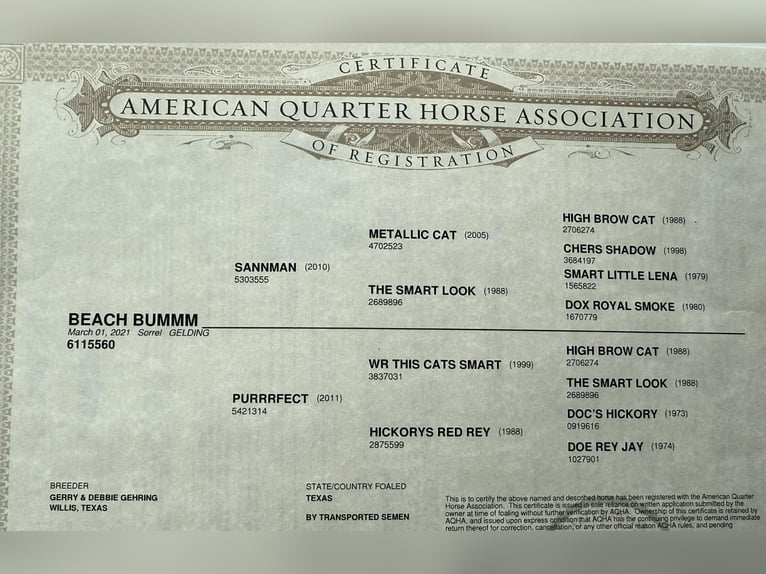 CERTIFICATE
AMERICAN QUARTER HORSE ASSOCIATION
OF REGISTRATION
HIGH BROW CAT (1988)
2706274
METALLIC CAT (2005)
4702523
CHERS SHADOW (1998)
3684197
SANNMAN (2010)
5303555
SMART LITTLE LENA (1979)
1565822
THE SMART LOOK (1988)
2689896
DOX ROYAL SMOKE (1980)
1670779
BEACH BUMMM
March 01, 2021 Sorrel GELDING
6115560
HIGH BROW CAT (1988)
2706274
WR THIS CATS SMART (1999)
3837031
THE SMART LOOK (1988)
2689896
PURRRFECT (2011)
5421314
DOC'S HICKORY (1973)
0919616
HICKORYS RED REY (1988)
2875599
DOE REY JAY (1974)
1027901
BREEDER
GERRY & DEBBIE GEHRING
WILLIS, TEXAS
STATE/COUNTRY FOALED
TEXAS
BY TRANSPORTED SEMEN
This is to certify the above named and described horse has been registered with the American Quarter
Horse Association. This certificate is issued in sole reliance on written application submitted by the
owner at time of foaling without further verification by AQHA. Ownership of this certificate is retained by
AQHA, and issued upon express condition that AQHA has the continuing privilege to demand immediate
return thereof for correction, cancellation, or any other official reason AQHA rules, and pending